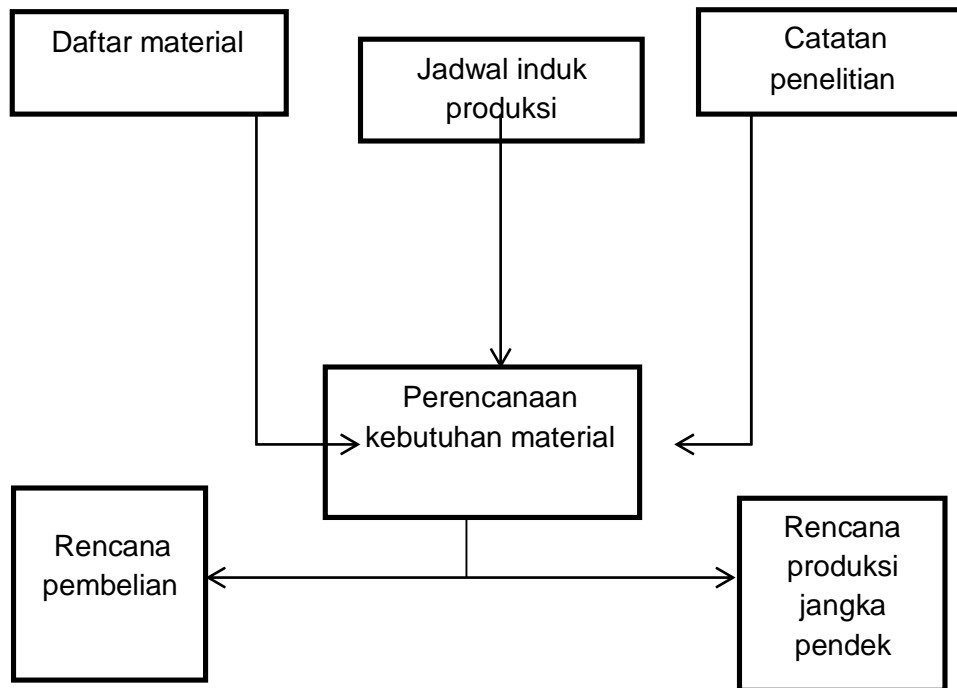 Daftar material
Jadwal induk
produksi
Catatan
penelitian
Perencanaan
kebutuhan material
Rencana
pembelian
Rencana
produksi
jangka
pendek